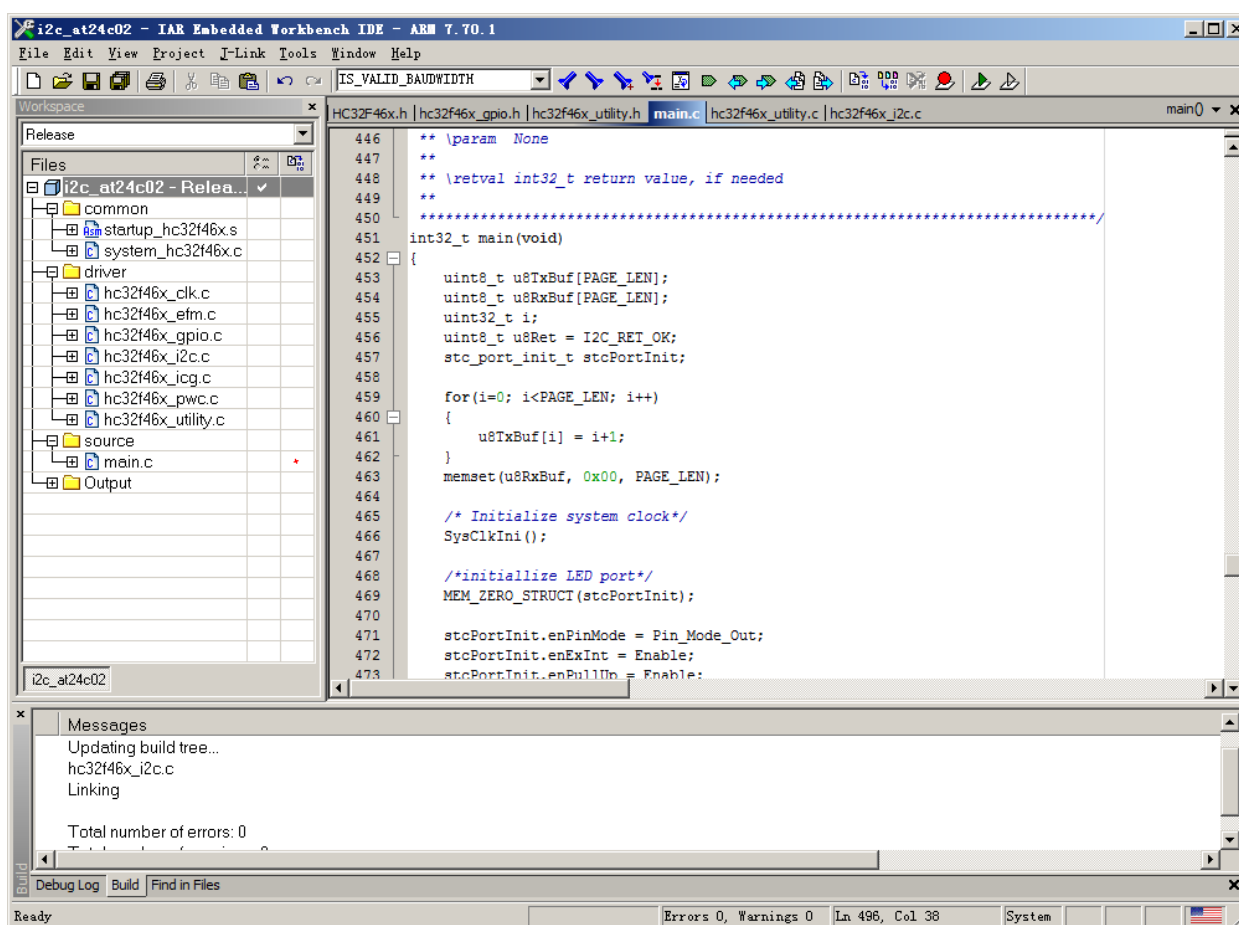 i2c_at24c02 - IAR Embedded Workbench IDE - ARM 7.70.1
File Edit View Project J-Link Tools Window Help
IS_VALID_BAUDWIDTH
Workspace
Release
Files
i2c_at24c02 - Relea...
common
startup_hc32f46x.s
system_hc32f46x.c
driver
hc32f46x_clk.c
hc32f46x_efm.c
hc32f46x_gpio.c
hc32f46x_i2c.c
hc32f46x_icg.c
hc32f46x_pwc.c
hc32f46x_utility.c
source
main.c *
Output
i2c_at24c02
HC32F46x.h | hc32f46x_gpio.h | hc32f46x_utility.h main.c hc32f46x_utility.c | hc32f46x_i2c.c main()
446 ** \param None
447 **
448 ** \retval int32_t return value, if needed
449 **
450 ******************************************************************************/
451 int32_t main(void)
452 {
453 uint8_t u8TxBuf[PAGE_LEN];
454 uint8_t u8RxBuf[PAGE_LEN];
455 uint32_t i;
456 uint8_t u8Ret = I2C_RET_OK;
457 stc_port_init_t stcPortInit;
458
459 for(i=0; i<PAGE_LEN; i++)
460 {
461 u8TxBuf[i] = i+1;
462 }
463 memset(u8RxBuf, 0x00, PAGE_LEN);
464
465 /* Initialize system clock*/
466 SysClkIni();
467
468 /*initiallize LED port*/
469 MEM_ZERO_STRUCT(stcPortInit);
470
471 stcPortInit.enPinMode = Pin_Mode_Out;
472 stcPortInit.enExInt = Enable;
473 stcPortInit.enPullUp = Enable;
Messages
Updating build tree...
hc32f46x_i2c.c
Linking
Total number of errors: 0
Build
Debug Log Build Find in Files
Ready Errors 0, Warnings 0 Ln 496, Col 38 System